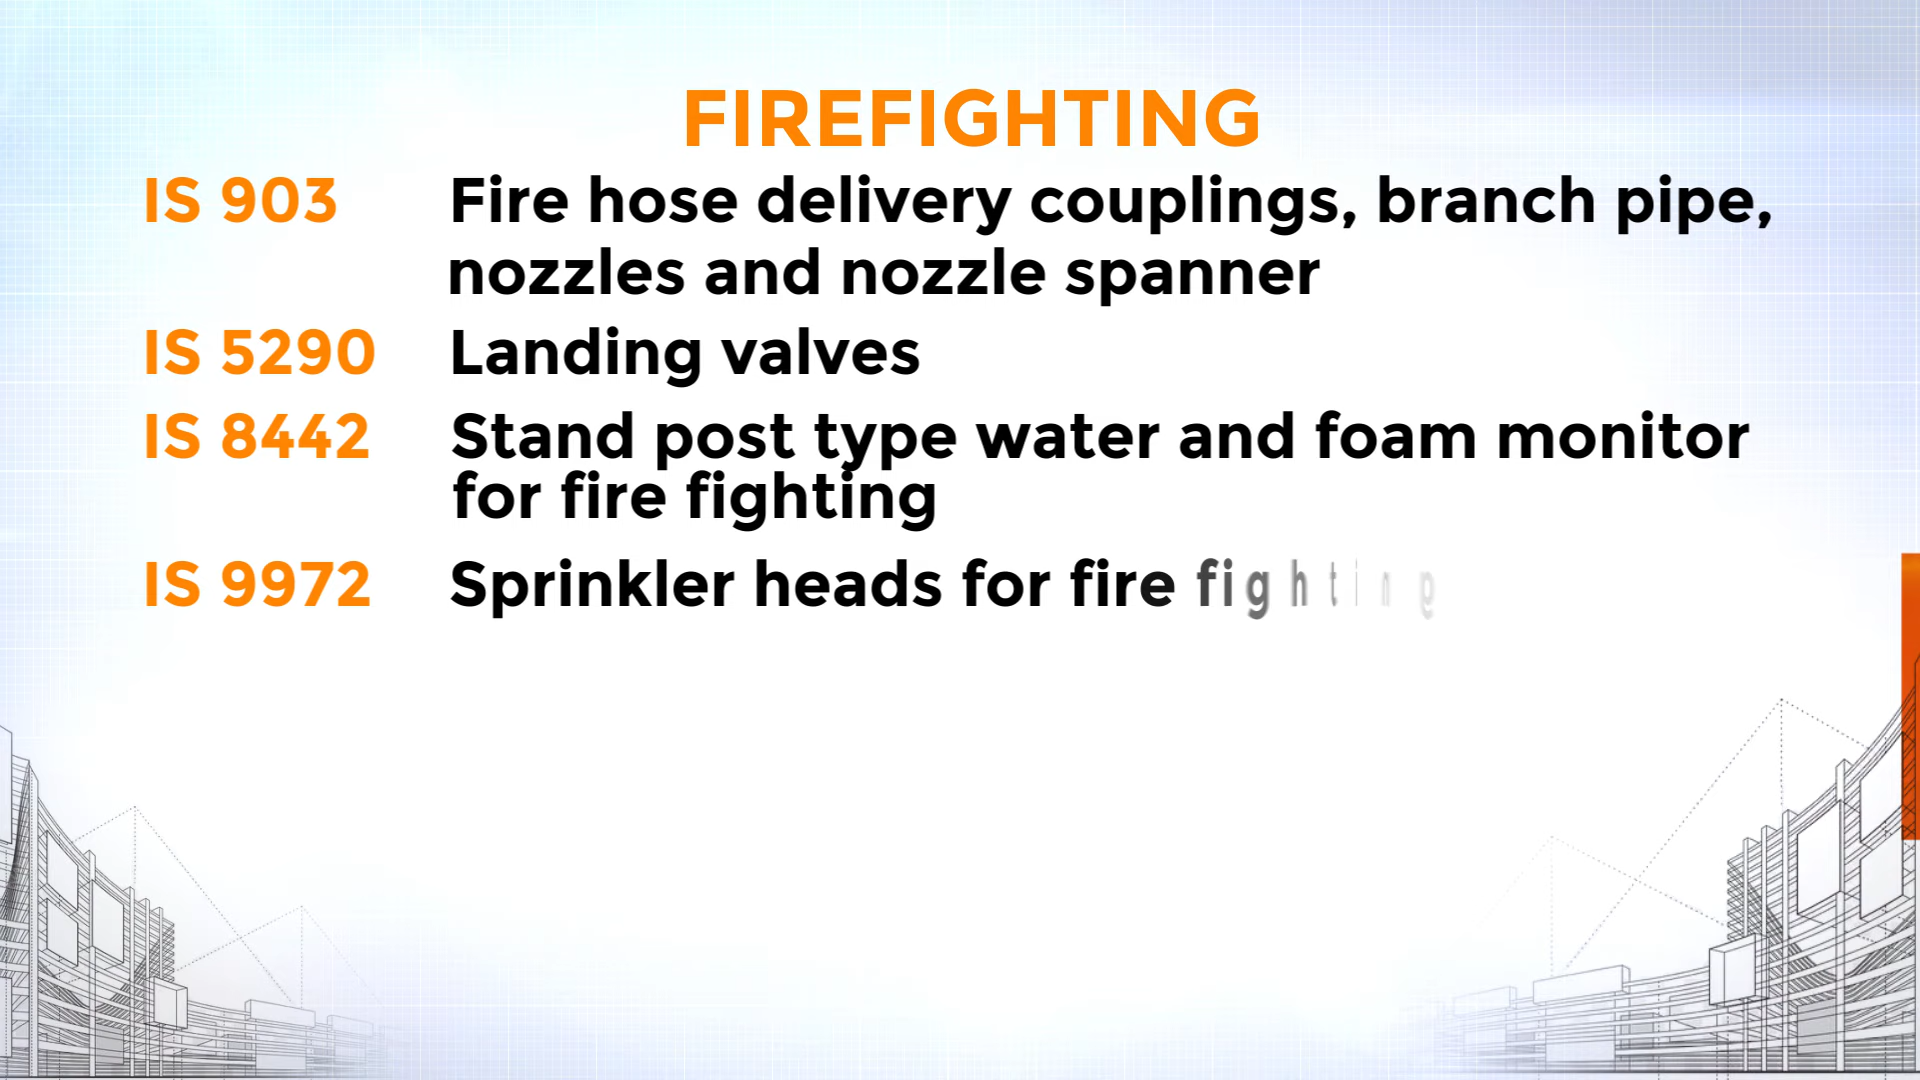 FIREFIGHTING
IS 903 Fire hose delivery couplings, branch pipe,
nozzles and nozzle spanner
IS 5290 Landing valves
IS 8442 Stand post type water and foam monitor
for fire fighting
IS 9972 Sprinkler heads for fire fighting